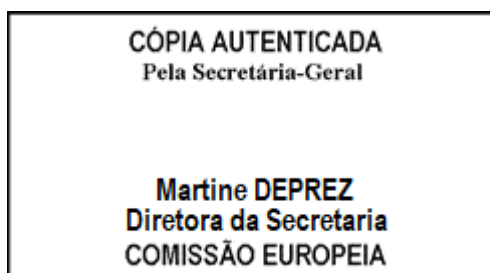 CÓPIA AUTENTICADA
Pela Secretária-Geral
Martine DEPREZ
Diretora da Secretaria
COMISSÃO EUROPEIA